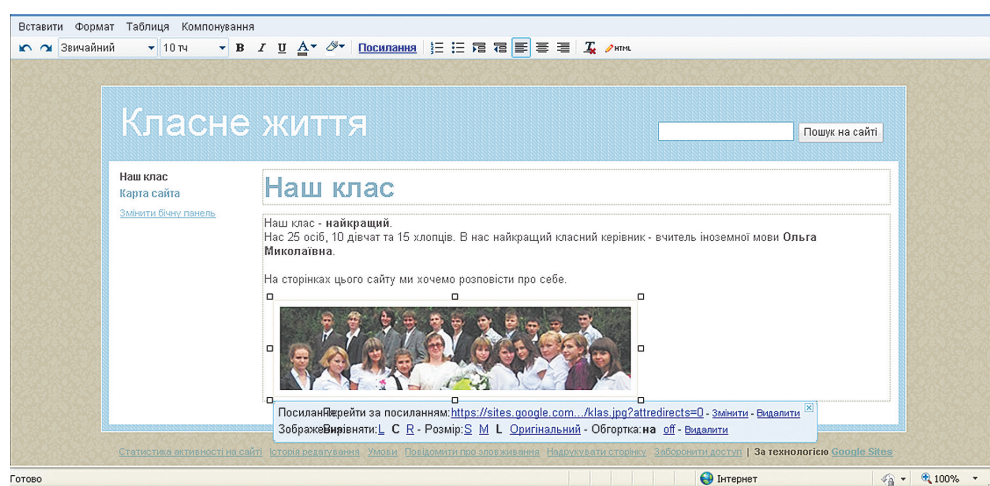 Вставити Формат Таблиця Компонування
Звичайний 10 тч B I U A Посилання HTML
Класне життя
Пошук на сайті
Наш клас
Карта сайта
Змінити бічну панель
Наш клас
Наш клас - найкращий.
Нас 25 осіб, 10 дівчат та 15 хлопців. В нас найкращий класний керівник - вчитель іноземної мови Ольга
Миколаївна.
На сторінках цього сайту ми хочемо розповісти про себе.
Перейти за посиланням:https://sites.google.com.../klas.jpg?attredirects=0 - Змінити - Видалити
Вирівняти:L C R - Розмір:S M L Оригінальний - Обгортка:на off - Видалити
Статистика активності на сайті Історія редагування Умови Повідомити про зловживання Надрукувати сторінку Заборонити доступ | За технологією Google Sites
Готово Інтернет 100%